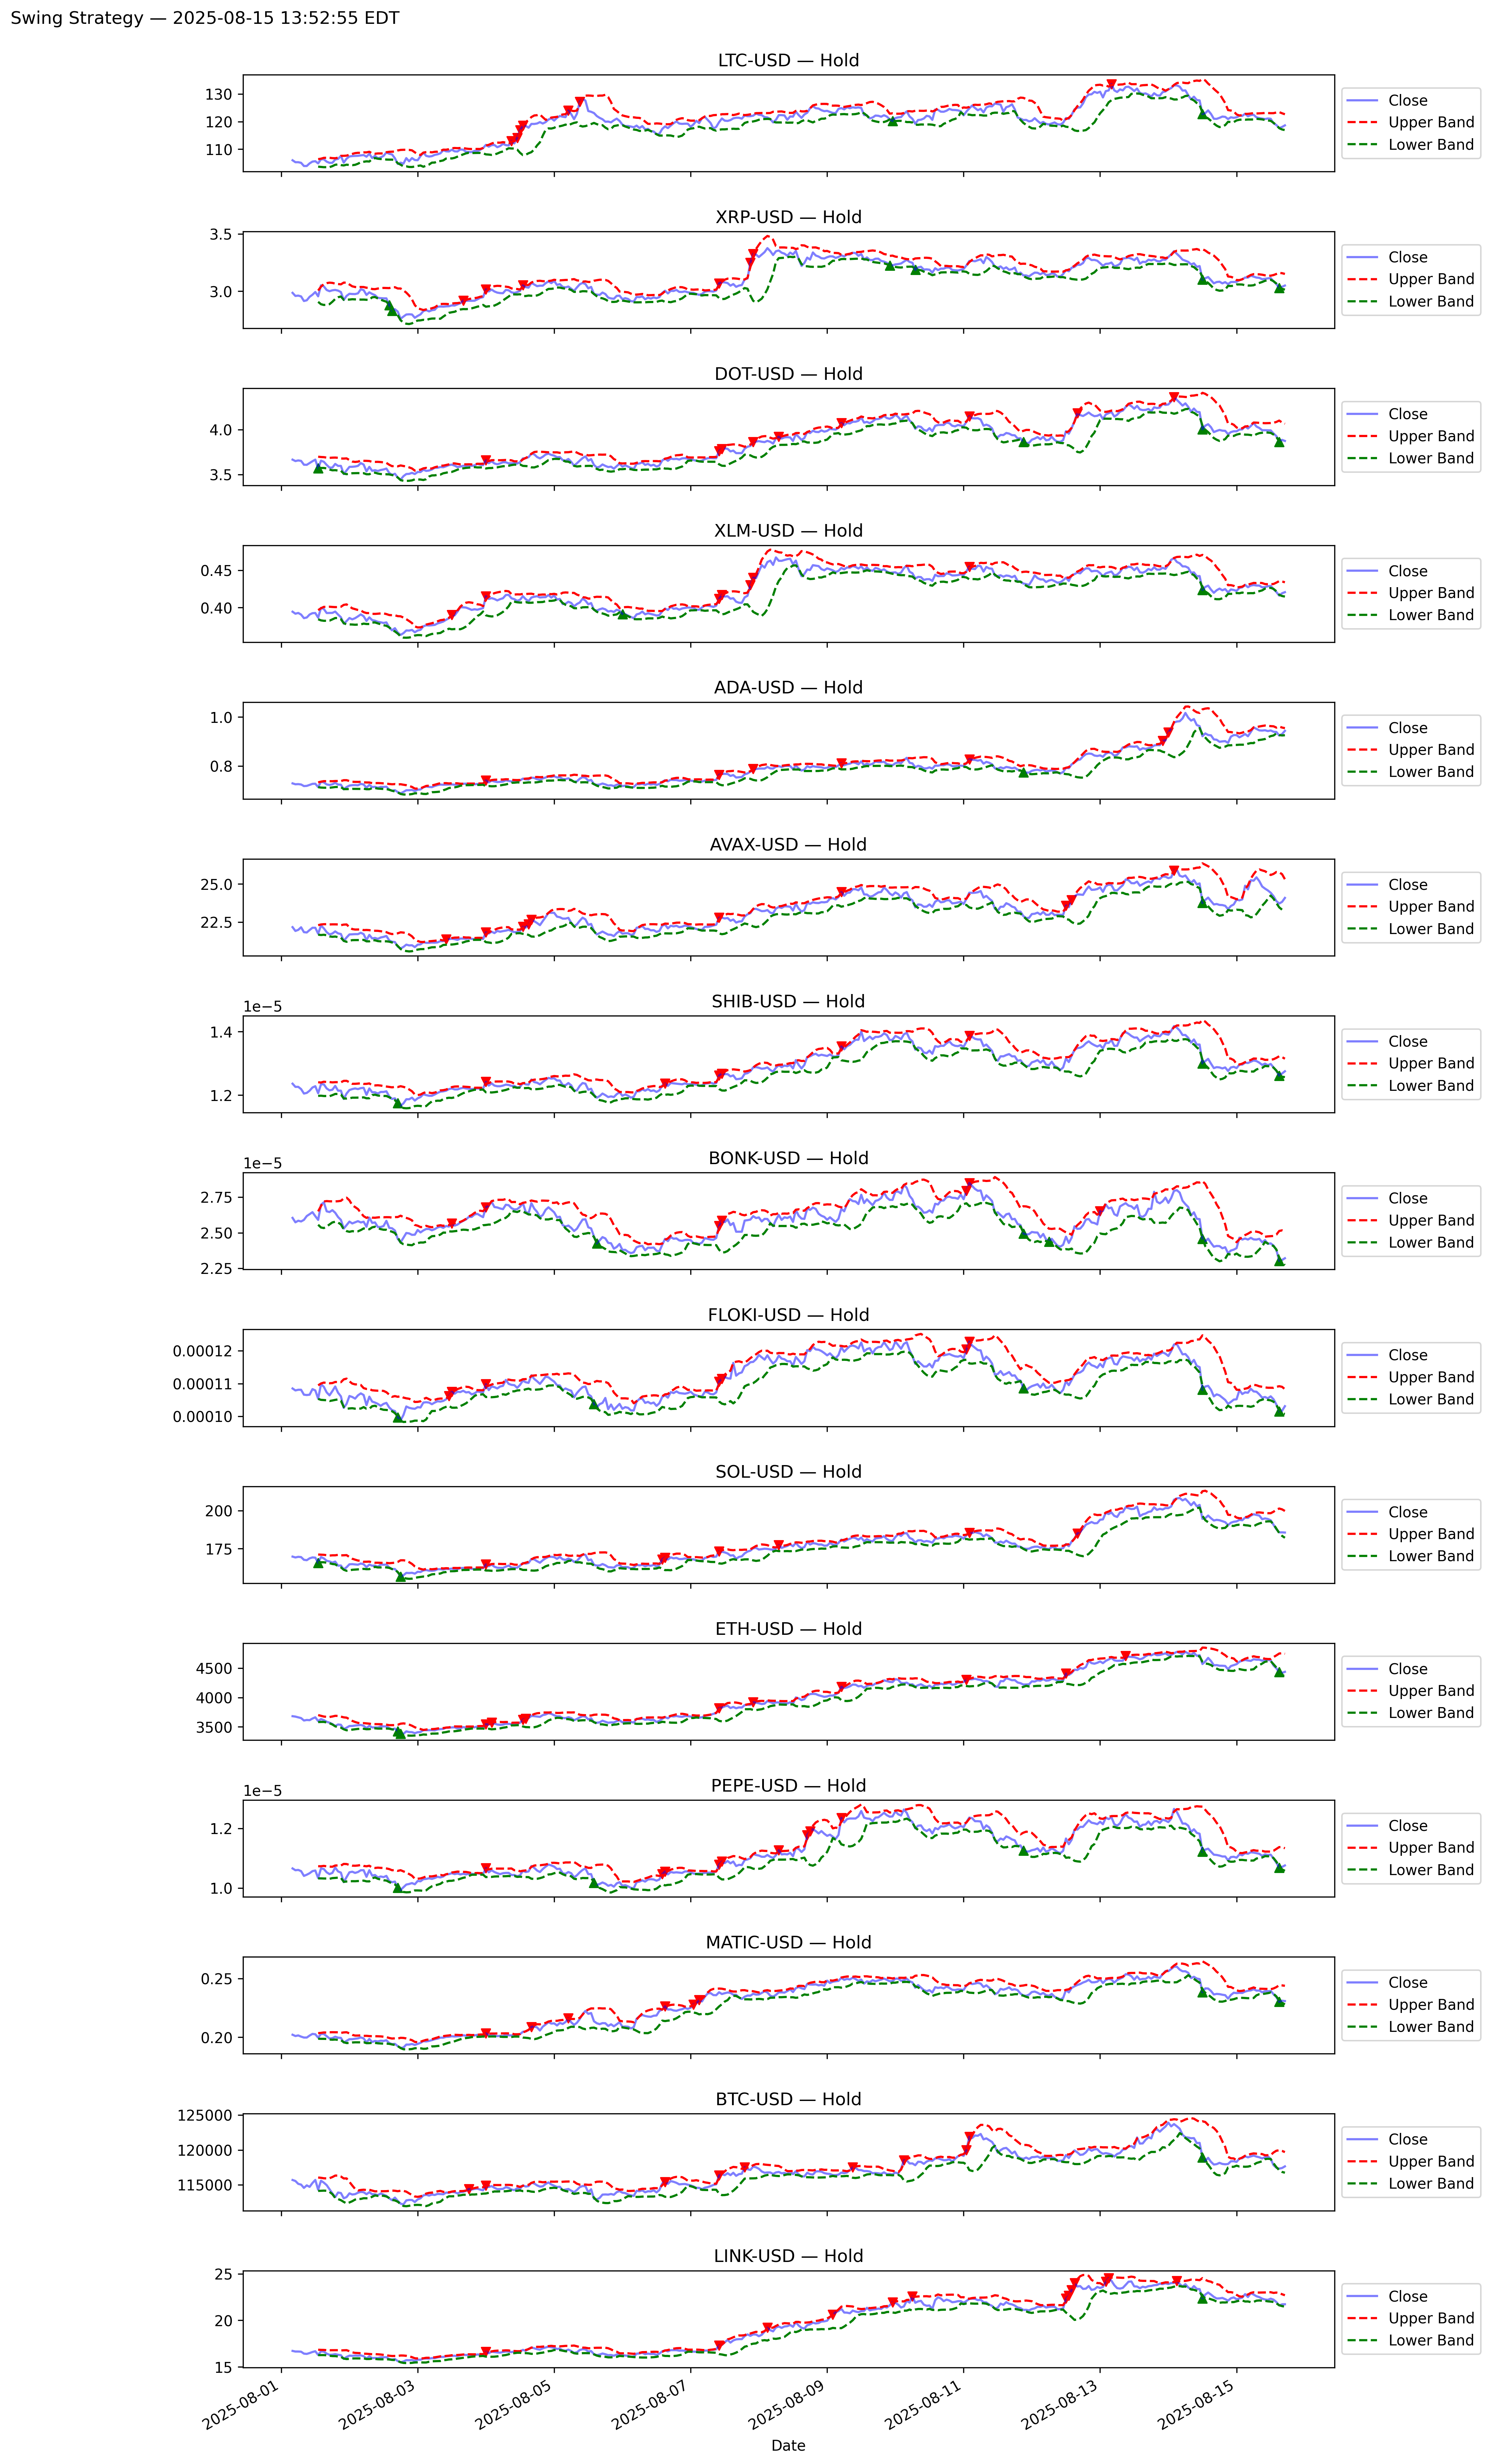 Swing Strategy — 2025-08-15 13:52:55 EDT
LTC-USD — Hold
130
120
110
Close
Upper Band
Lower Band
XRP-USD — Hold
3.5
3.0
Close
Upper Band
Lower Band
DOT-USD — Hold
4.0
3.5
Close
Upper Band
Lower Band
XLM-USD — Hold
0.45
0.40
Close
Upper Band
Lower Band
ADA-USD — Hold
1.0
0.8
Close
Upper Band
Lower Band
AVAX-USD — Hold
25.0
22.5
Close
Upper Band
Lower Band
SHIB-USD — Hold
1e−5
1.4
1.2
Close
Upper Band
Lower Band
BONK-USD — Hold
1e−5
2.75
2.50
2.25
Close
Upper Band
Lower Band
FLOKI-USD — Hold
0.00012
0.00011
0.00010
Close
Upper Band
Lower Band
SOL-USD — Hold
200
175
Close
Upper Band
Lower Band
ETH-USD — Hold
4500
4000
3500
Close
Upper Band
Lower Band
PEPE-USD — Hold
1e−5
1.2
1.0
Close
Upper Band
Lower Band
MATIC-USD — Hold
0.25
0.20
Close
Upper Band
Lower Band
BTC-USD — Hold
125000
120000
115000
Close
Upper Band
Lower Band
LINK-USD — Hold
25
20
15
Close
Upper Band
Lower Band
2025-08-01
2025-08-03
2025-08-05
2025-08-07
2025-08-09
2025-08-11
2025-08-13
2025-08-15
Date